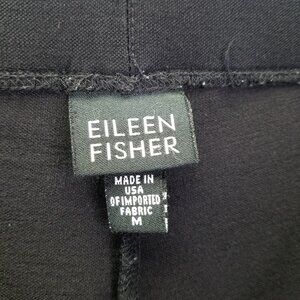 EILEEN
FISHER
MADE IN
USA
OF IMPORTED
FABRIC
M